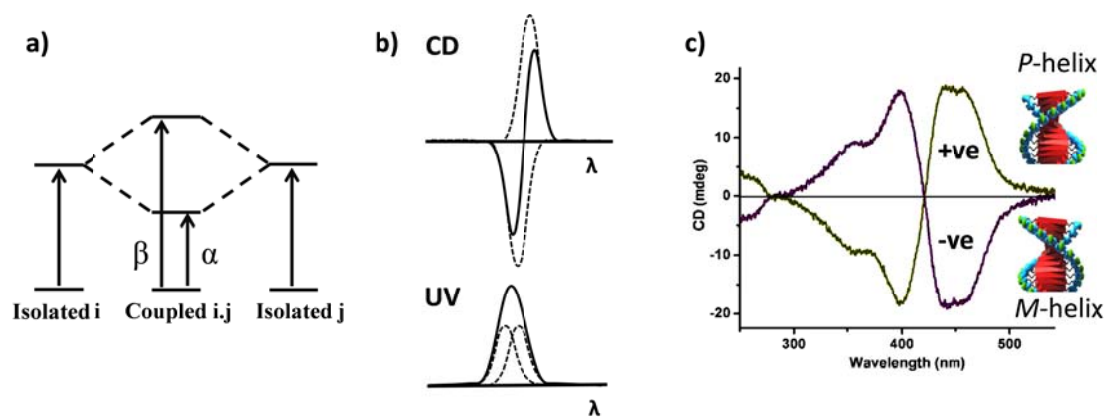 a)
β
α
Isolated i
Coupled i.j
Isolated j
b)
CD
λ
UV
λ
c)
CD (mdeg)
20
10
0
-10
-20
300
400
500
Wavelength (nm)
+ve
-ve
P-helix
M-helix